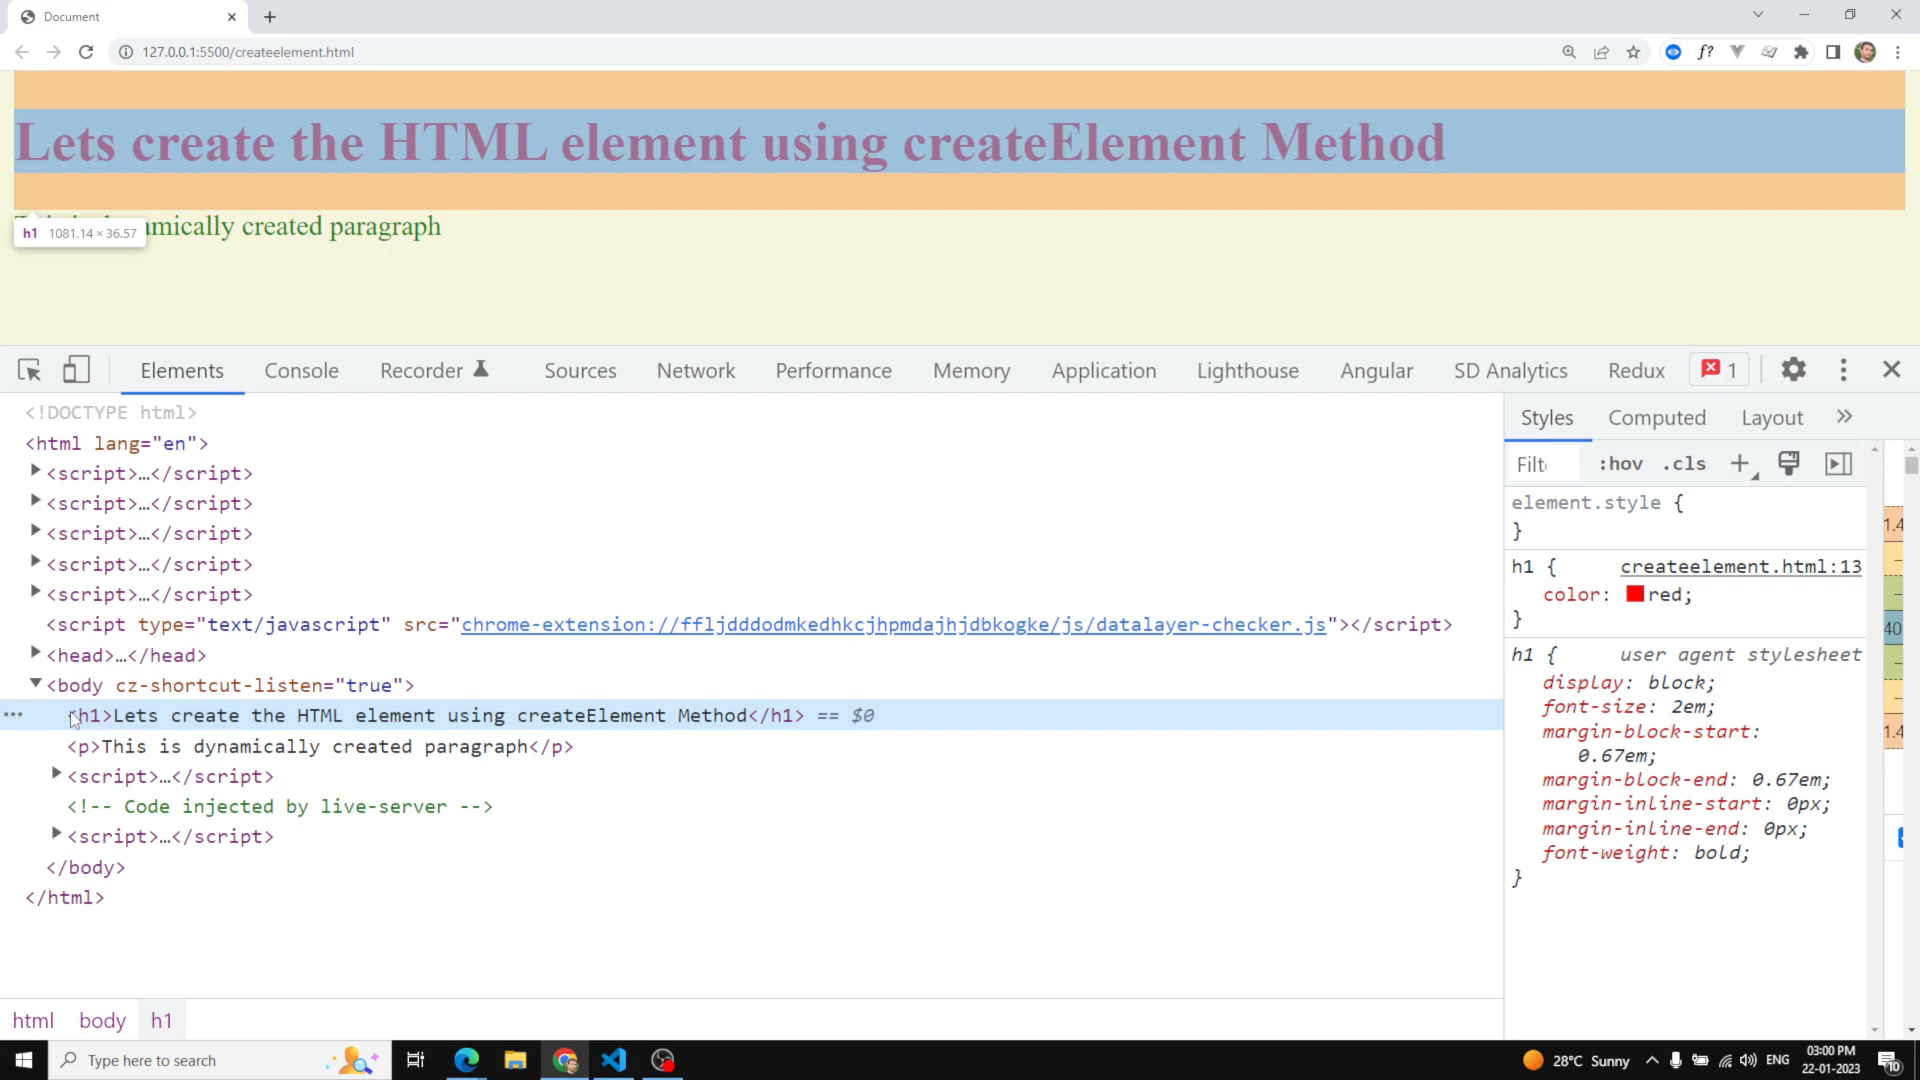 Document
127.0.0.1:5500/createelement.html
f?
Lets create the HTML element using createElement Method
amically created paragraph
h1 1081.14 × 36.57
Elements Console Recorder Sources Network Performance Memory Application Lighthouse Angular SD Analytics Redux 1
<!DOCTYPE html>
<html lang="en">
<script>…</script>
<script>…</script>
<script>…</script>
<script>…</script>
<script>…</script>
<script type="text/javascript" src="chrome-extension://ffljdddodmkedhkcjhpmdajhjdbkogke/js/datalayer-checker.js"></script>
<head>…</head>
<body cz-shortcut-listen="true">
<h1>Lets create the HTML element using createElement Method</h1> == $0
<p>This is dynamically created paragraph</p>
<script>…</script>
<!-- Code injected by live-server -->
<script>…</script>
</body>
</html>
html body h1
Styles Computed Layout
:hov .cls
element.style {
}
h1 { createelement.html:13
color: red;
}
h1 { user agent stylesheet
display: block;
font-size: 2em;
margin-block-start:
0.67em;
margin-block-end: 0.67em;
margin-inline-start: 0px;
margin-inline-end: 0px;
font-weight: bold;
}
Type here to search
28°C Sunny
ENG
03:00 PM
22-01-2023
10